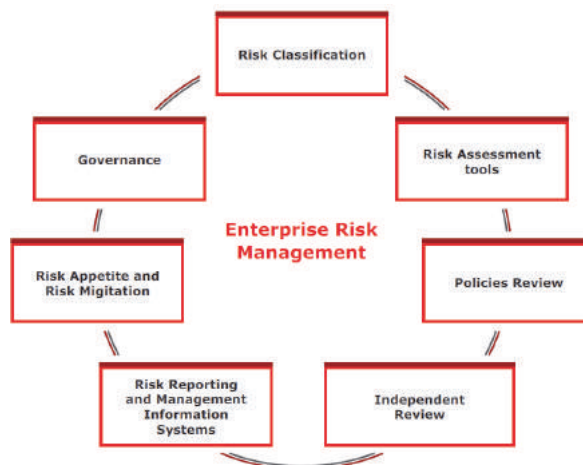 Risk Classification
Governance
Risk Assessment
tools
Enterprise Risk
Management
Risk Appetite and
Risk Migitation
Policies Review
Risk Reporting
and Management
Information
Systems
Independent
Review